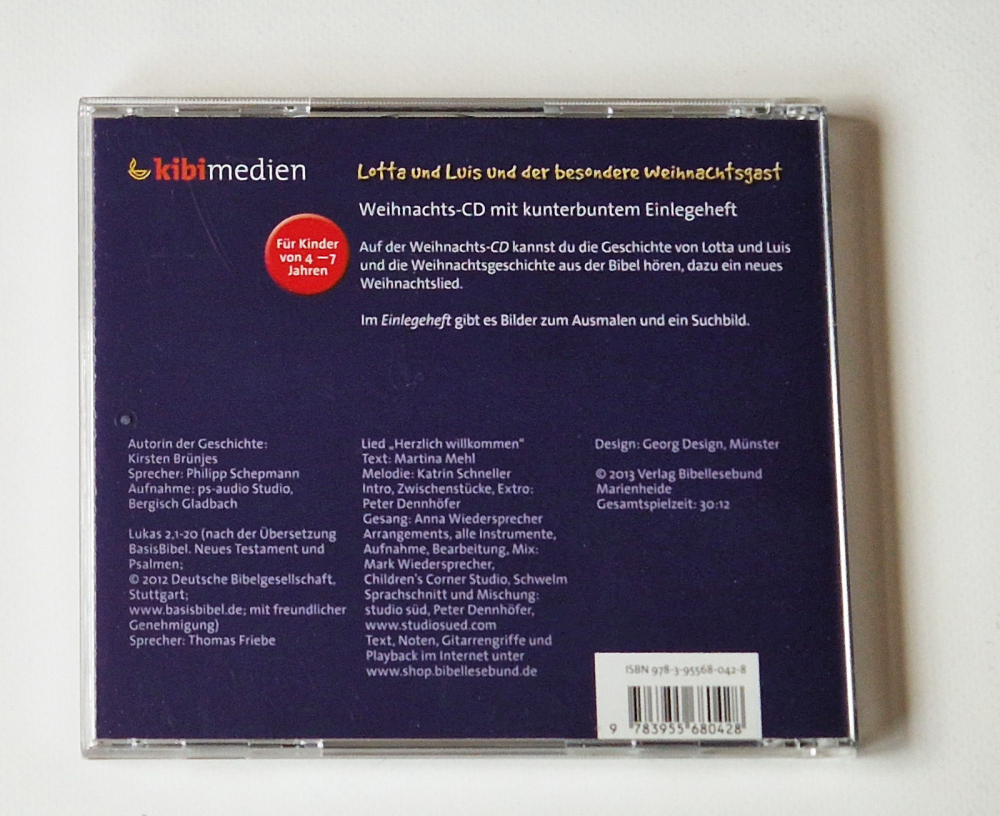 kibimedien
Lotta und Luis und der besondere Weihnachtsgast
Weihnachts-CD mit kunterbuntem Einlegeheft
Für Kinder
von 4 – 7
Jahren
Auf der Weihnachts-CD kannst du die Geschichte von Lotta und Luis
und die Weihnachtsgeschichte aus der Bibel hören, dazu ein neues
Weihnachtslied.
Im Einlegeheft gibt es Bilder zum Ausmalen und ein Suchbild.
Autorin der Geschichte:
Kirsten Brünjes
Sprecher: Philipp Schepmann
Aufnahme: ps-audio Studio,
Bergisch Gladbach
Lukas 2,1-20 (nach der Übersetzung
BasisBibel. Neues Testament und
Psalmen;
© 2012 Deutsche Bibelgesellschaft,
Stuttgart;
www.basisbibel.de; mit freundlicher
Genehmigung)
Sprecher: Thomas Friebe
Lied „Herzlich willkommen“
Text: Martina Mehl
Melodie: Katrin Schneller
Intro, Zwischenstücke, Extro:
Peter Dennhöfer
Gesang: Anna Wiedersprecher
Arrangements, alle Instrumente,
Aufnahme, Bearbeitung, Mix:
Mark Wiedersprecher,
Children's Corner Studio, Schwelm
Sprachschnitt und Mischung:
studio süd, Peter Dennhöfer,
www.studiosued.com
Text, Noten, Gitarrengriffe und
Playback im Internet unter
www.shop.bibellesebund.de
Design: Georg Design, Münster
© 2013 Verlag Bibellesebund
Marienheide
Gesamtspielzeit: 30:12
ISBN 978-3-95568-042-8
9 783955 680428